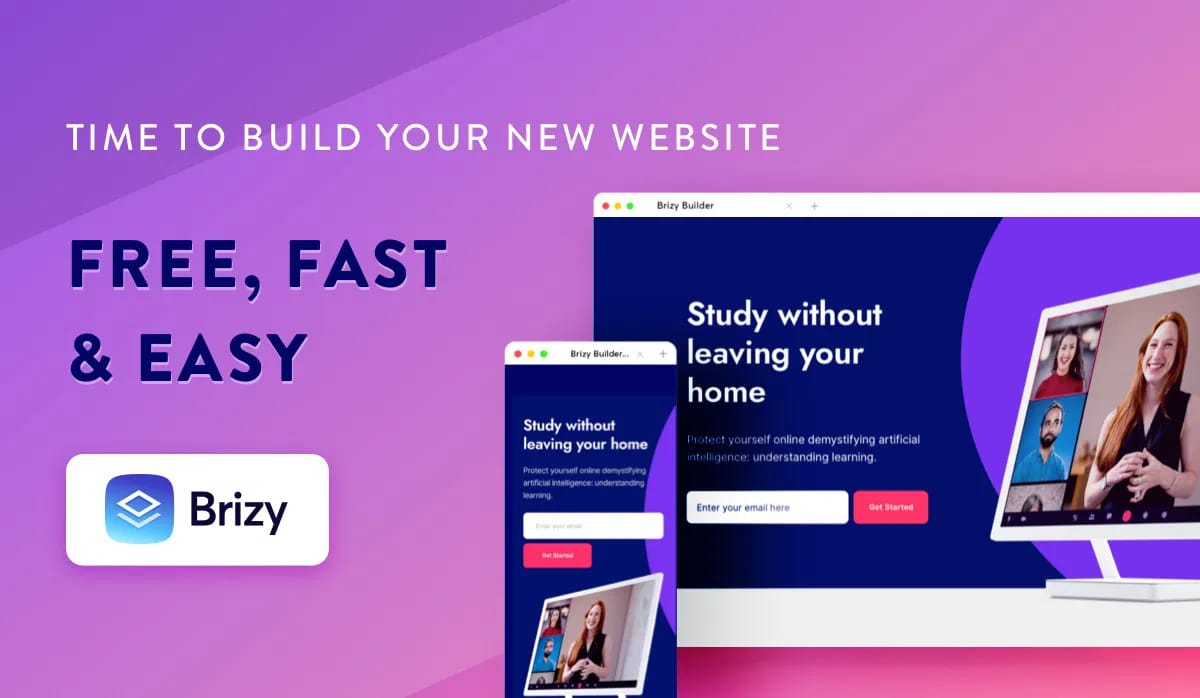 TIME TO BUILD YOUR NEW WEBSITE
FREE, FAST
& EASY
Brizy
Brizy Builder
Study without
leaving your
home
Protect yourself online demystifying artificial
intelligence: understanding learning.
Enter your email here
Get Started
Brizy Builder...
Study without
leaving your home
Protect yourself online demystifying
artificial intelligence: understanding
learning.
Enter your email
Get Started